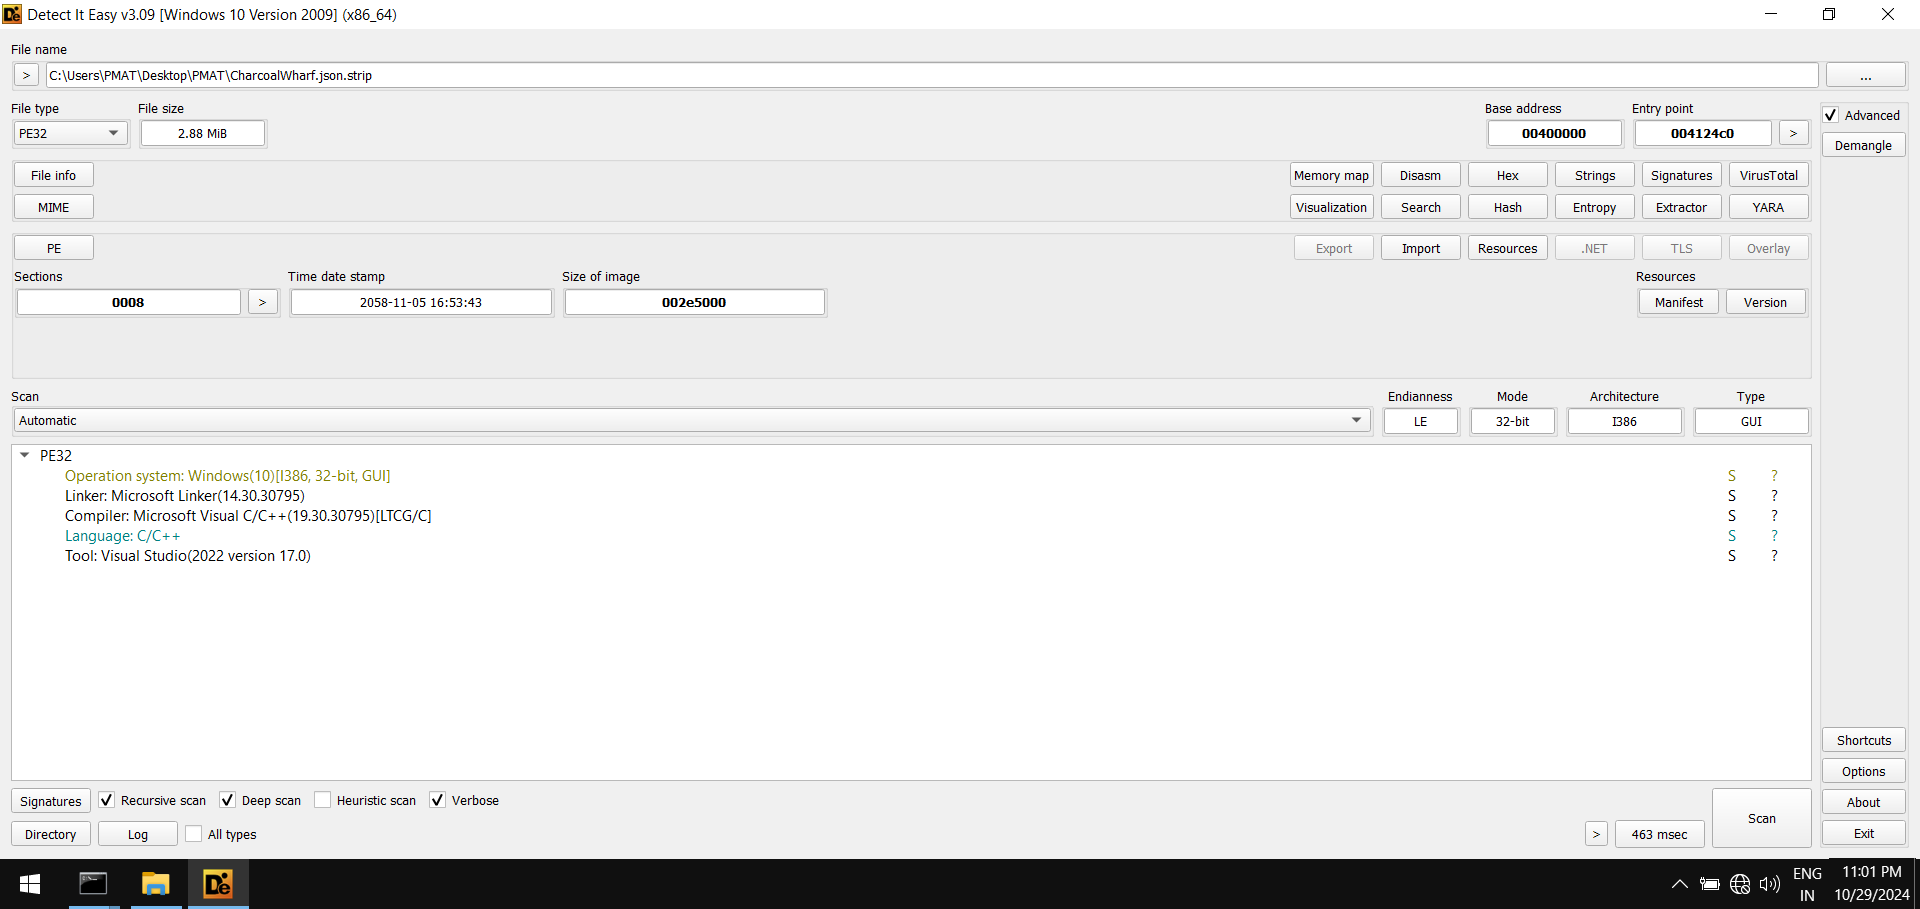 Detect It Easy v3.09 [Windows 10 Version 2009] (x86_64)
File name
> C:\Users\PMAT\Desktop\PMAT\CharcoalWharf.json.strip ...
File type File size Base address Entry point
PE32 2.88 MiB 00400000 004124c0 >
Advanced
Demangle
File info Memory map Disasm Hex Strings Signatures VirusTotal
MIME Visualization Search Hash Entropy Extractor YARA
PE Export Import Resources .NET TLS Overlay
Sections Time date stamp Size of image Resources
0008 > 2058-11-05 16:53:43 002e5000 Manifest Version
Scan Endianness Mode Architecture Type
Automatic LE 32-bit I386 GUI
PE32
Operation system: Windows(10)[I386, 32-bit, GUI] S ?
Linker: Microsoft Linker(14.30.30795) S ?
Compiler: Microsoft Visual C/C++(19.30.30795)[LTCG/C] S ?
Language: C/C++ S ?
Tool: Visual Studio(2022 version 17.0) S ?
Shortcuts
Options
Signatures Recursive scan Deep scan Heuristic scan Verbose
About
Directory Log All types > 463 msec Scan Exit
De
ENG 11:01 PM
IN 10/29/2024